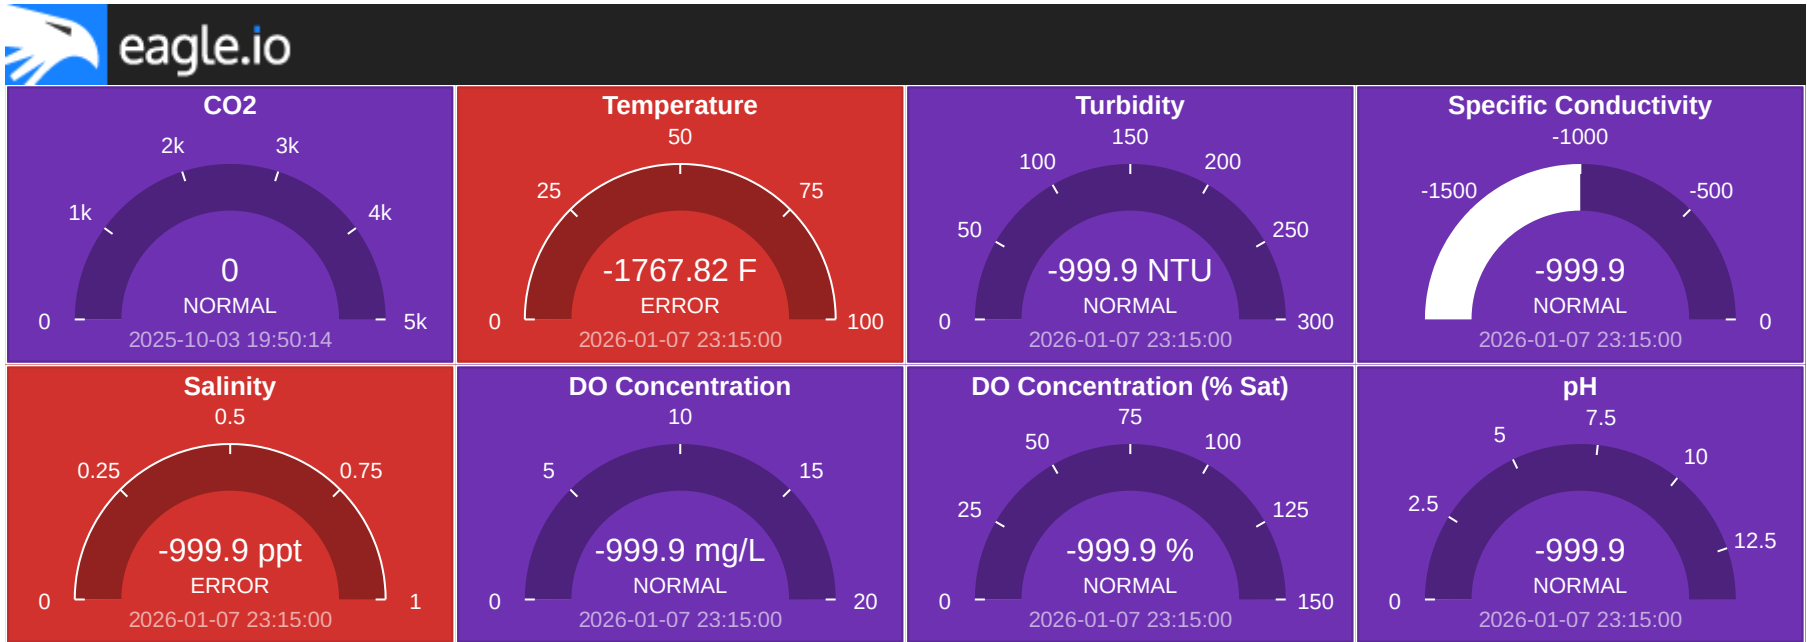 eagle.io
CO2
2k 3k
1k 4k
0
NORMAL
0 5k
2025-10-03 19:50:14
Temperature
50
25 75
-1767.82 F
ERROR
0 100
2026-01-07 23:15:00
Turbidity
150
100 200
50 250
-999.9 NTU
NORMAL
0 300
2026-01-07 23:15:00
Specific Conductivity
-1000
-1500 -500
-999.9
NORMAL
0
2026-01-07 23:15:00
Salinity
0.5
0.25 0.75
-999.9 ppt
ERROR
0 1
2026-01-07 23:15:00
DO Concentration
10
5 15
-999.9 mg/L
NORMAL
0 20
2026-01-07 23:15:00
DO Concentration (% Sat)
75
50 100
25 125
-999.9 %
NORMAL
0 150
2026-01-07 23:15:00
pH
7.5
5 10
2.5 12.5
-999.9
NORMAL
0
2026-01-07 23:15:00